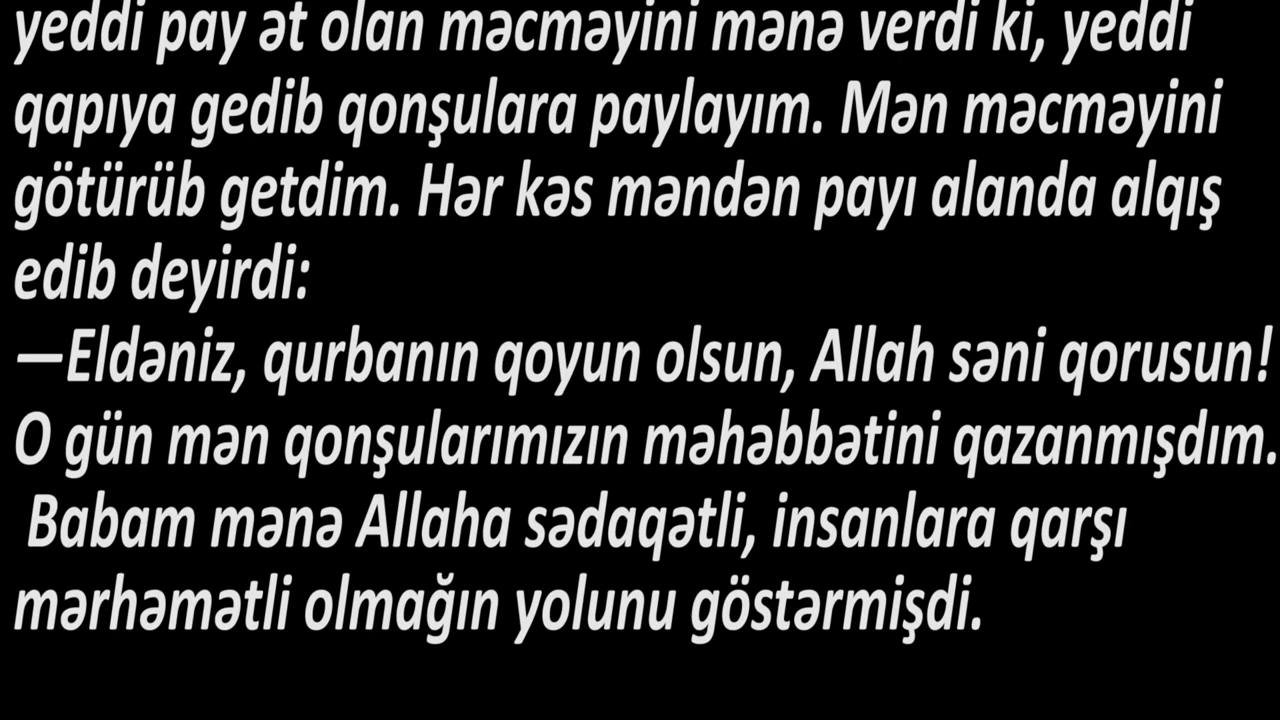 yeddi pay ət olan məcməyini mənə verdi ki, yeddi
qapıya gedib qonşulara paylayım. Mən məcməyini
götürüb getdim. Hər kəs məndən payı alanda alqış
edib deyirdi:
—Eldəniz, qurbanın qoyun olsun, Allah səni qorusun!
O gün mən qonşularımızın məhəbbətini qazanmışdım.
Babam mənə Allaha sədaqətli, insanlara qarşı
mərhəmətli olmağın yolunu göstərmişdi.